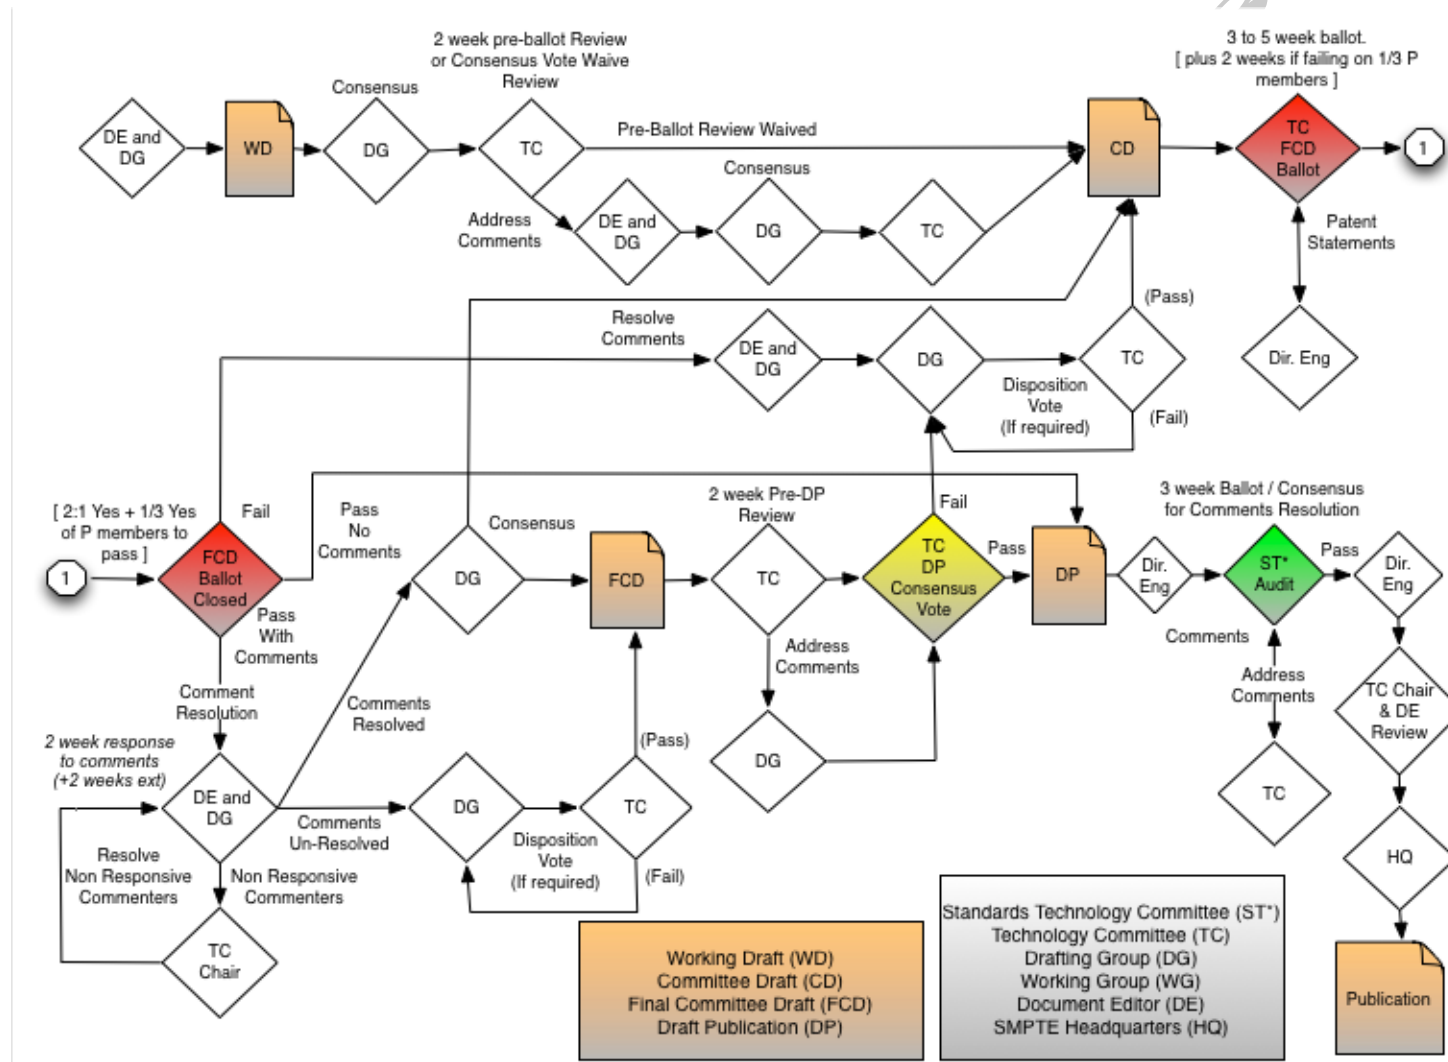 2 week pre-ballot Review
or Consensus Vote Waive
Review
3 to 5 week ballot.
[ plus 2 weeks if failing on 1/3 P
members ]
Consensus
DE and
DG
WD
DG
TC
Pre-Ballot Review Waived
CD
TC
FCD
Ballot
1
Consensus
Address
Comments
DE and
DG
DG
TC
Patent
Statements
(Pass)
Resolve
Comments
DE and
DG
DG
TC
Dir. Eng
Disposition
Vote
(If required)
(Fail)
[ 2:1 Yes + 1/3 Yes
of P members to
pass ]
Fail
Pass
No
Comments
Consensus
2 week Pre-DP
Review
Fail
3 week Ballot / Consensus
for Comments Resolution
1
FCD
Ballot
Closed
DG
FCD
TC
TC
DP
Consensus
Vote
Pass
DP
Dir.
Eng
ST*
Audit
Pass
Dir.
Eng
Pass
With
Comments
Address
Comments
Comments
Address
Comments
Comment
Resolution
Comments
Resolved
TC Chair
& DE
Review
2 week response
to comments
(+2 weeks ext)
(Pass)
DG
DE and
DG
Comments
Un-Resolved
DG
TC
TC
Disposition
Vote
(If required)
(Fail)
HQ
Resolve
Non Responsive
Commenters
Non Responsive
Commenters
TC
Chair
Working Draft (WD)
Committee Draft (CD)
Final Committee Draft (FCD)
Draft Publication (DP)
Standards Technology Committee (ST*)
Technology Committee (TC)
Drafting Group (DG)
Working Group (WG)
Document Editor (DE)
SMPTE Headquarters (HQ)
Publication